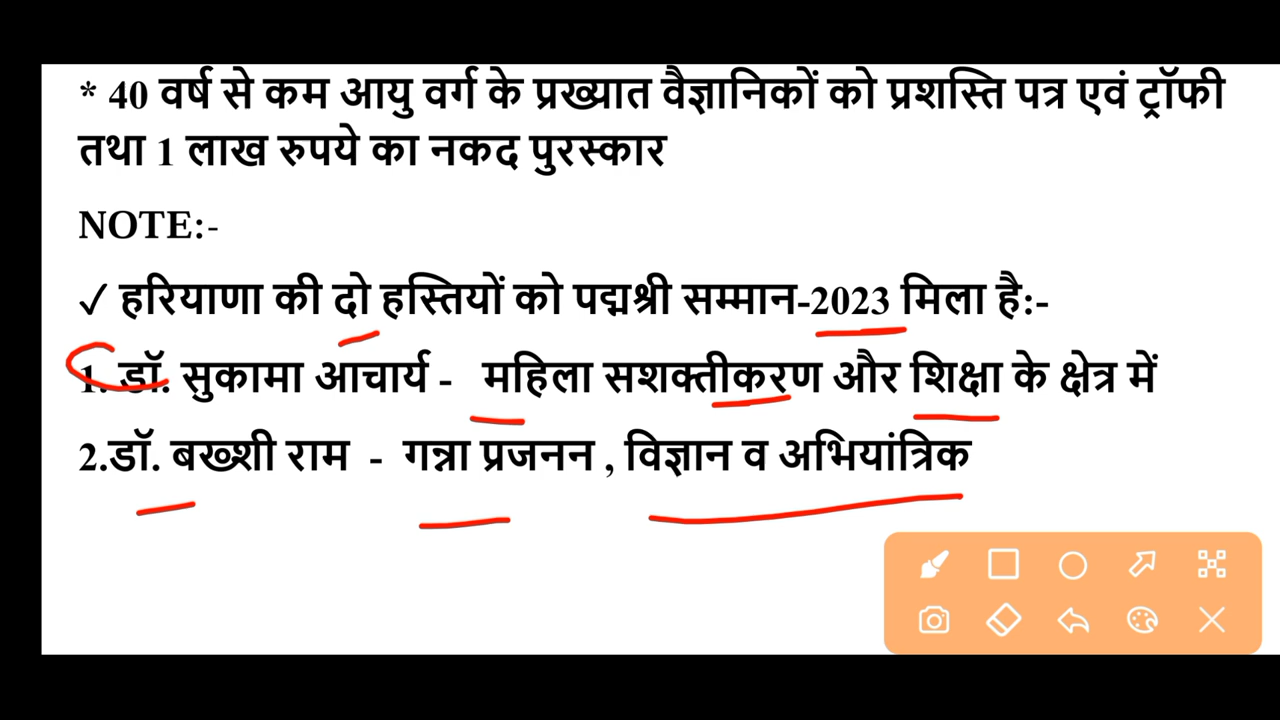 * 40 वर्ष से कम आयु वर्ग के प्रख्यात वैज्ञानिकों को प्रशस्ति पत्र एवं ट्रॉफी
तथा 1 लाख रुपये का नकद पुरस्कार
NOTE:-
✓ हरियाणा की दो हस्तियों को पद्मश्री सम्मान-2023 मिला है:-
1. डॉ. सुकामा आचार्य - महिला सशक्तीकरण और शिक्षा के क्षेत्र में
2.डॉ. बख्शी राम - गन्ना प्रजनन , विज्ञान व अभियांत्रिक